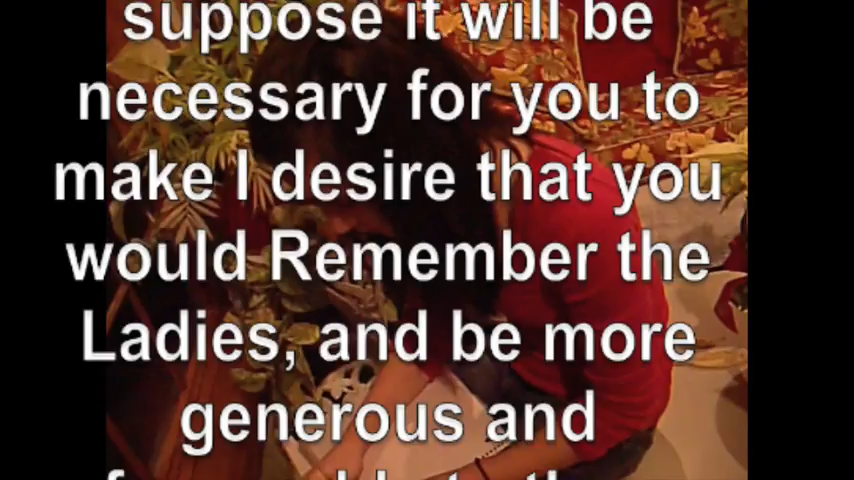 suppose it will be
necessary for you to
make I desire that you
would Remember the
Ladies, and be more
generous and